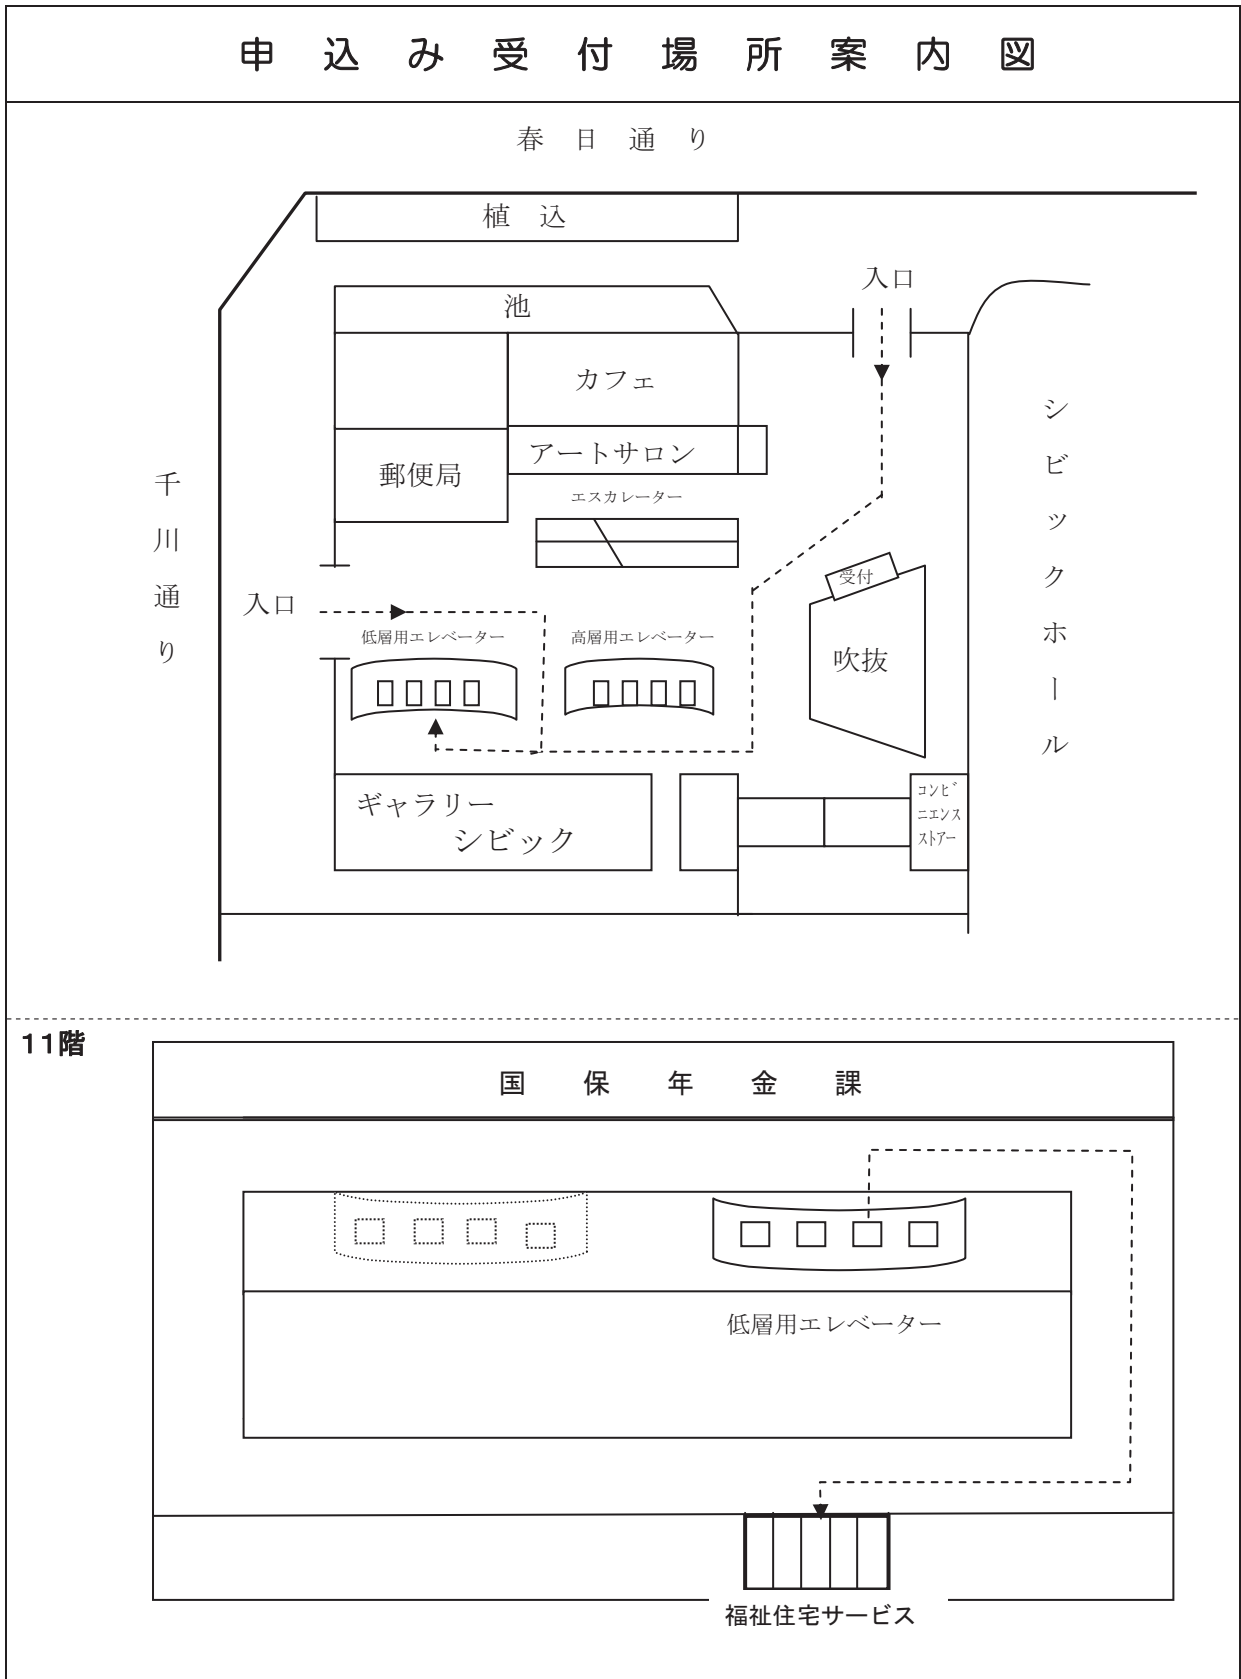 申込み受付場所案内図
春日通り
植込
入口
池
カフェ
シビックホール
アートサロン
郵便局
千川通り
エスカレーター
受付
入口
低層用エレベーター
高層用エレベーター
吹抜
ギャラリー
シビック
コンビニエンス
ストアー
11階
国保年金課
低層用エレベーター
福祉住宅サービス